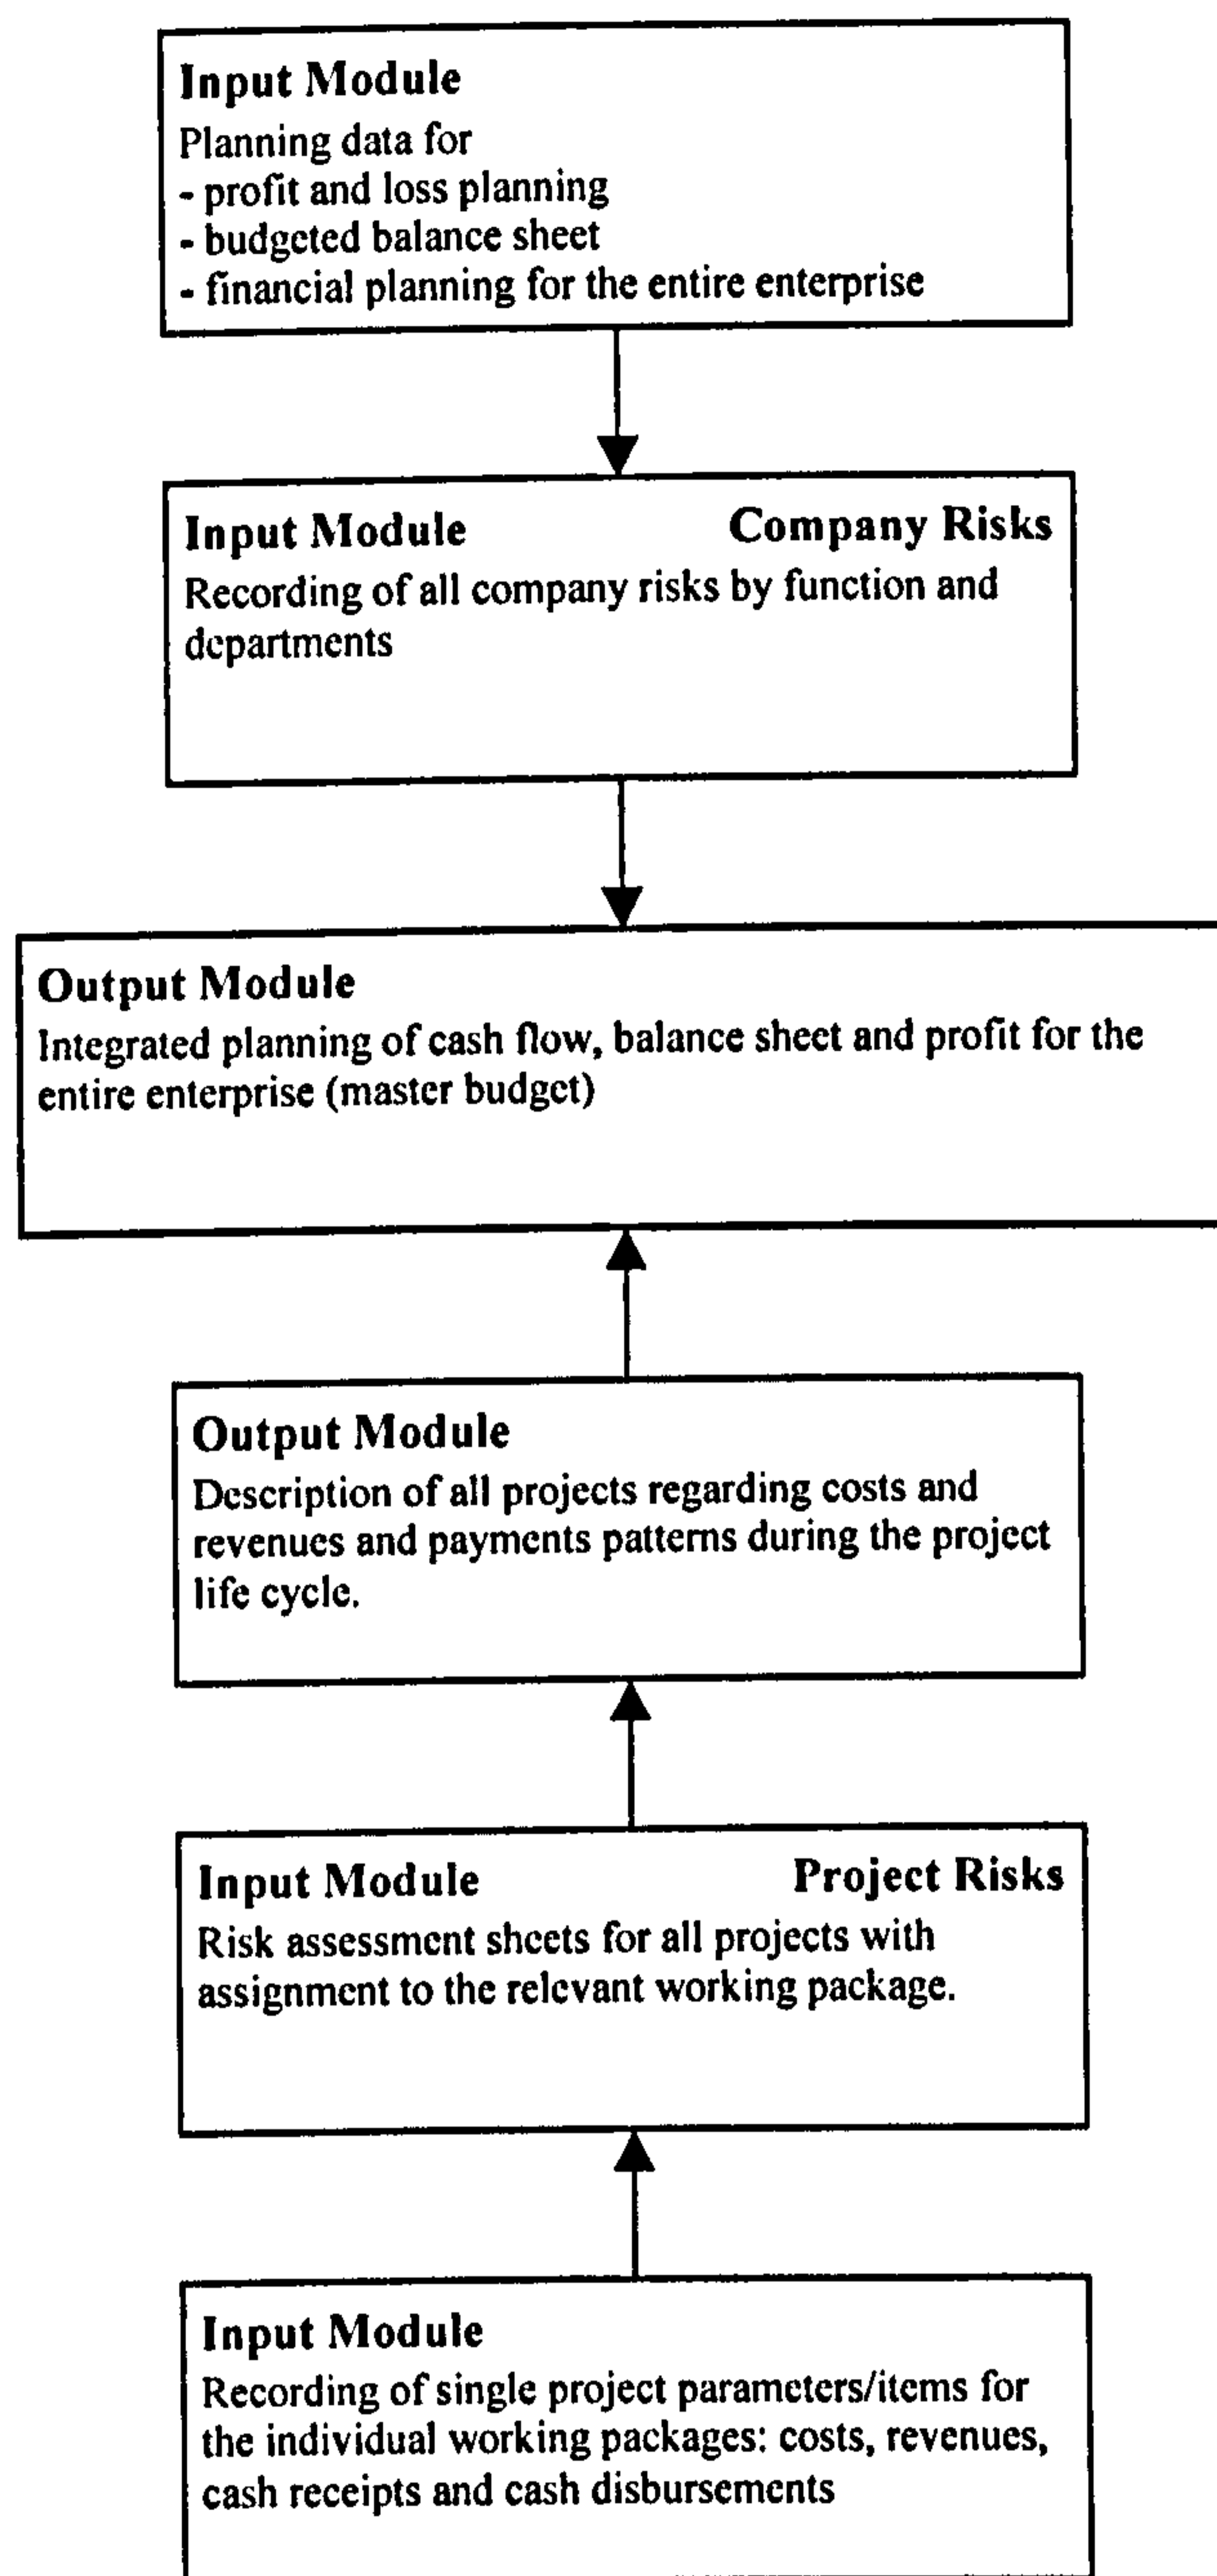 Input Module
Planning data for
- profit and loss planning
- budgeted balance sheet
- financial planning for the entire enterprise
Input Module Company Risks
Recording of all company risks by function and
departments
Output Module
Integrated planning of cash flow, balance sheet and profit for the
entire enterprise (master budget)
Output Module
Description of all projects regarding costs and
revenues and payments patterns during the project
life cycle.
Input Module Project Risks
Risk assessment sheets for all projects with
assignment to the relevant working package.
Input Module
Recording of single project parameters/items for
the individual working packages: costs, revenues,
cash receipts and cash disbursements